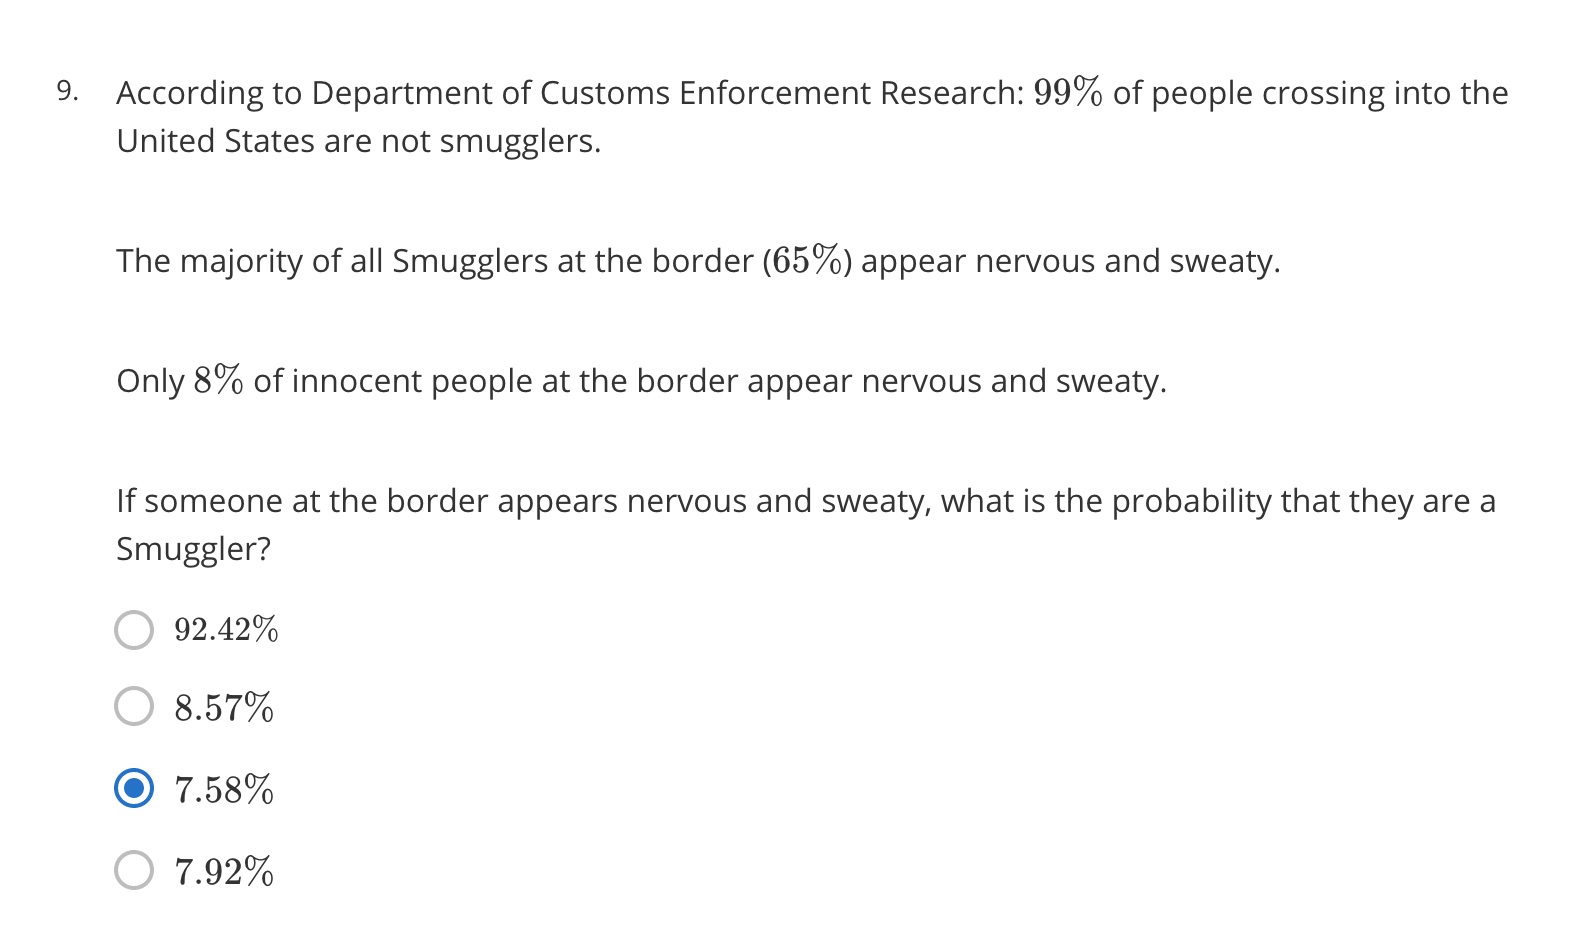 9. According to Department of Customs Enforcement Research: 99% of people crossing into the
United States are not smugglers.
The majority of all Smugglers at the border (65%) appear nervous and sweaty.
Only 8% of innocent people at the border appear nervous and sweaty.
If someone at the border appears nervous and sweaty, what is the probability that they are a
Smuggler?
92.42%
8.57%
7.58%
7.92%